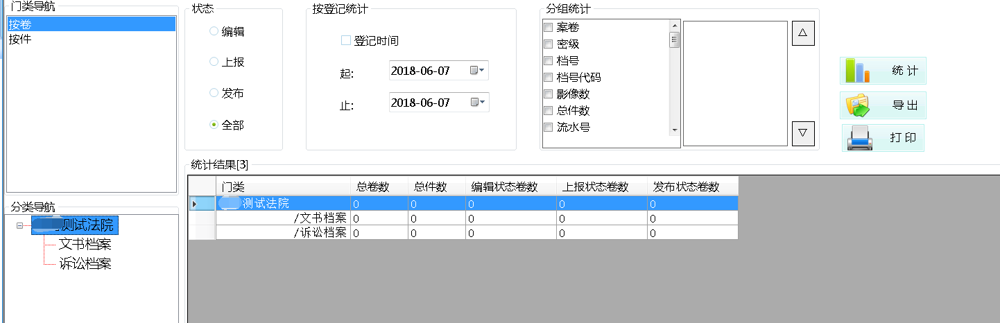 门类导航
按卷
按件
状态
编辑
上报
发布
全部
按登记统计
登记时间
起:
2018-06-07
止:
2018-06-07
分组统计
案卷
密级
档号
档号代码
影像数
总件数
流水号
△
▽
统 计
导 出
打 印
分类导航
测试法院
文书档案
诉讼档案
统计结果[3]
门类 总卷数 总件数 编辑状态卷数 上报状态卷数 发布状态卷数
测试法院 0 0 0 0 0
/文书档案 0 0 0 0 0
/诉讼档案 0 0 0 0 0